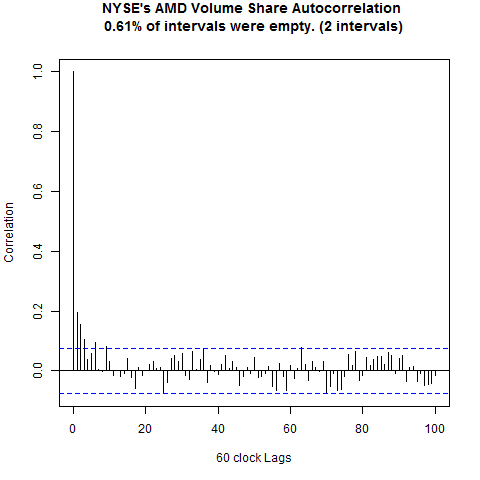 NYSE's AMD Volume Share Autocorrelation
0.61% of intervals were empty. (2 intervals)
1.0
0.8
0.6
0.4
0.2
0.0
Correlation
0 20 40 60 80 100
60 clock Lags